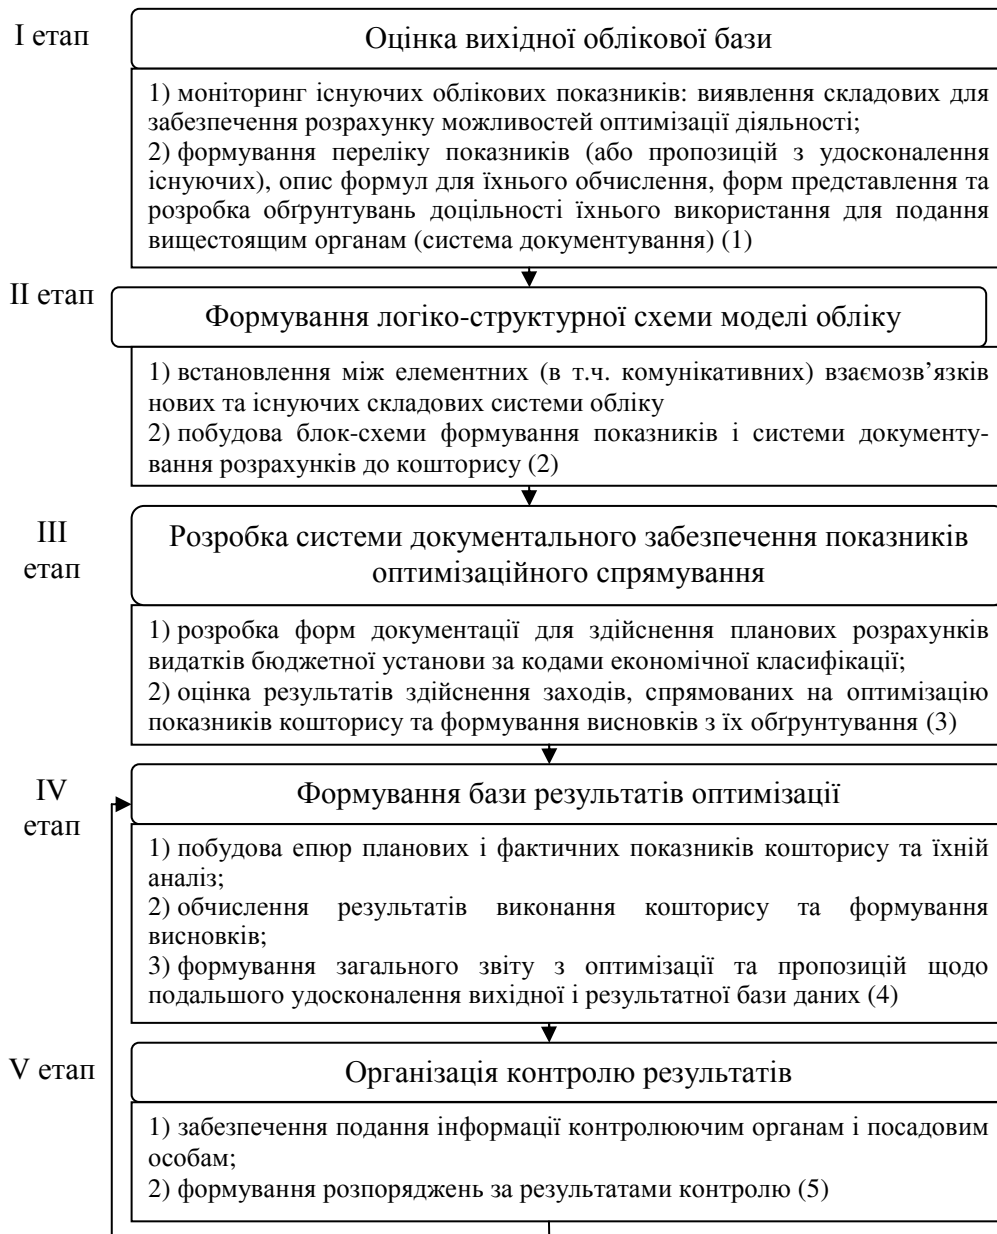 І етап
Оцінка вихідної облікової бази
1) моніторинг існуючих облікових показників: виявлення складових для
забезпечення розрахунку можливостей оптимізації діяльності;
2) формування переліку показників (або пропозицій з удосконалення
існуючих), опис формул для їхнього обчислення, форм представлення та
розробка обґрунтувань доцільності їхнього використання для подання
вищестоящим органам (система документування) (1)
ІІ етап
Формування логіко-структурної схеми моделі обліку
1) встановлення між елементних (в т.ч. комунікативних) взаємозв’язків
нових та існуючих складових системи обліку
2) побудова блок-схеми формування показників і системи документу-
вання розрахунків до кошторису (2)
ІІІ
етап
Розробка системи документального забезпечення показників
оптимізаційного спрямування
1) розробка форм документації для здійснення планових розрахунків
видатків бюджетної установи за кодами економічної класифікації;
2) оцінка результатів здійснення заходів, спрямованих на оптимізацію
показників кошторису та формування висновків з їх обґрунтування (3)
IV
етап
Формування бази результатів оптимізації
1) побудова епюр планових і фактичних показників кошторису та їхній
аналіз;
2) обчислення результатів виконання кошторису та формування
висновків;
3) формування загального звіту з оптимізації та пропозицій щодо
подальшого удосконалення вихідної і результатної бази даних (4)
V етап
Організація контролю результатів
1) забезпечення подання інформації контролюючим органам і посадовим
особам;
2) формування розпоряджень за результатами контролю (5)